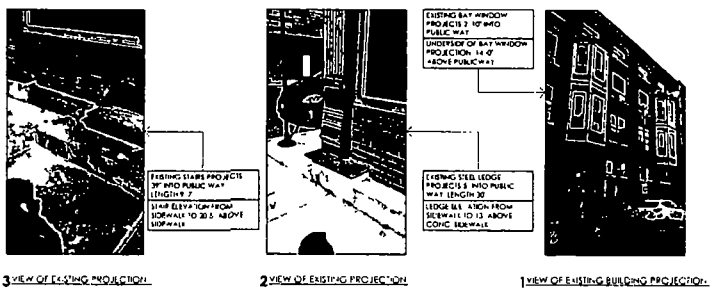 EXISTING BAY WINDOW
PROJECTS 2 10" INTO
PUBLIC WAY
UNDERSIDE OF BAY WINDOW
PROJECTION 14-0"
ABOVE PUBLIC WAY
EXISTING STAIRS PROJECTS
39" INTO PUBLIC WAY
LENGTH 9 7
STAIR ELEVATION FROM
SIDEWALK TO 20.5 ABOVE
SIDEWALK
EXISTING STEEL LEDGE
PROJECTS 5 INTO PUBLIC
WAY LENGTH 30
LEDGE ELEVATION FROM
SIDEWALK TO 13 ABOVE
CONC SIDEWALK
3 VIEW OF EXISTING PROJECTION
2 VIEW OF EXISTING PROJECTION
1 VIEW OF EXISTING BUILDING PROJECTION